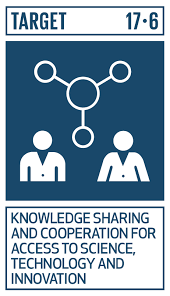 TARGET 17·6
KNOWLEDGE SHARING
AND COOPERATION FOR
ACCESS TO SCIENCE,
TECHNOLOGY AND
INNOVATION